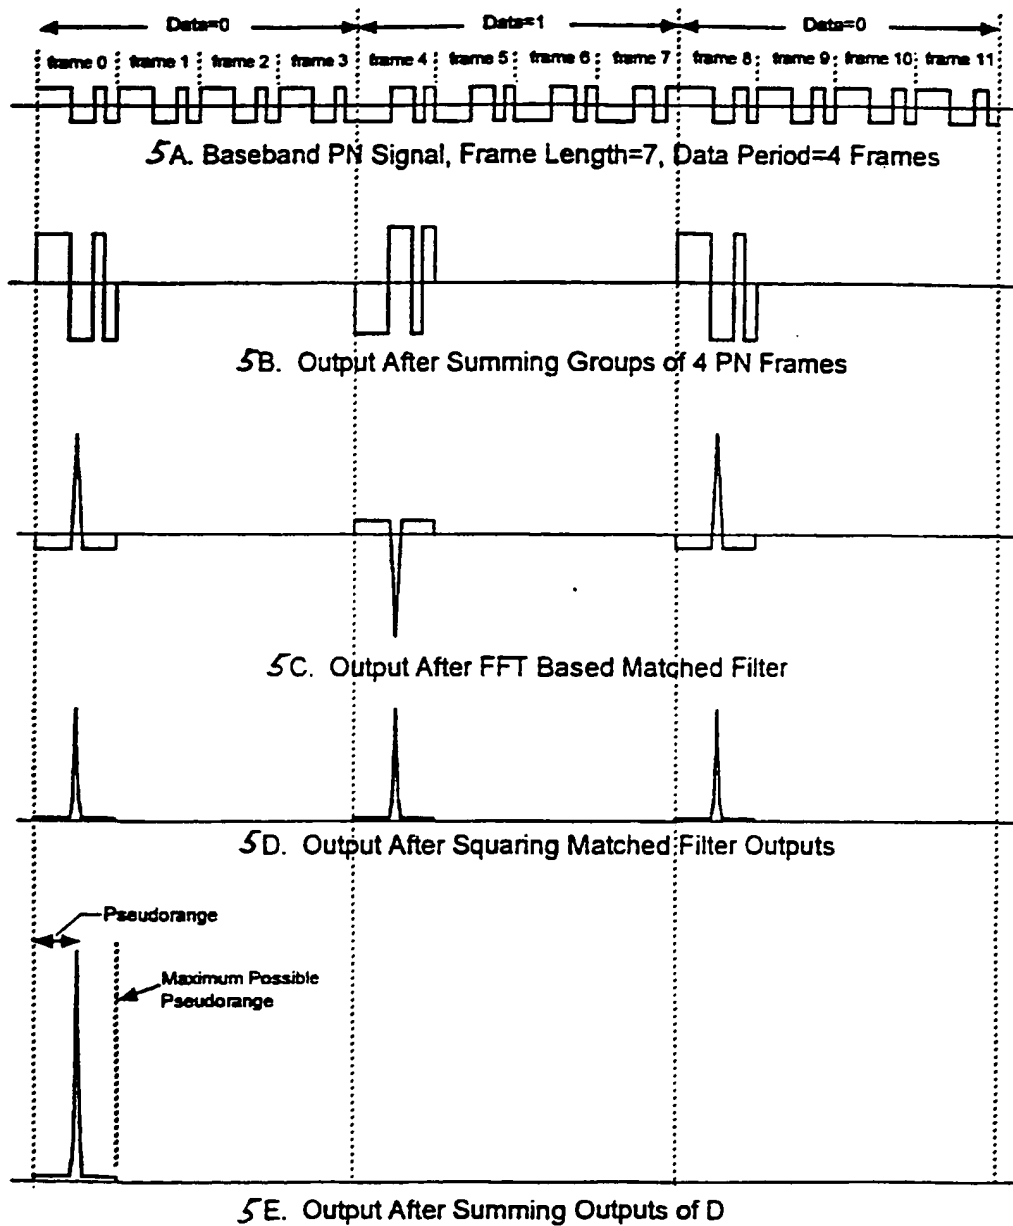 Data=0 Data=1 Data=0
frame 0 frame 1 frame 2 frame 3 frame 4 frame 5 frame 6 frame 7 frame 8 frame 9 frame 10 frame 11
5A. Baseband PN Signal, Frame Length=7, Data Period=4 Frames
5B. Output After Summing Groups of 4 PN Frames
5C. Output After FFT Based Matched Filter
5D. Output After Squaring Matched Filter Outputs
Pseudorange
Maximum Possible
Pseudorange
5E. Output After Summing Outputs of D